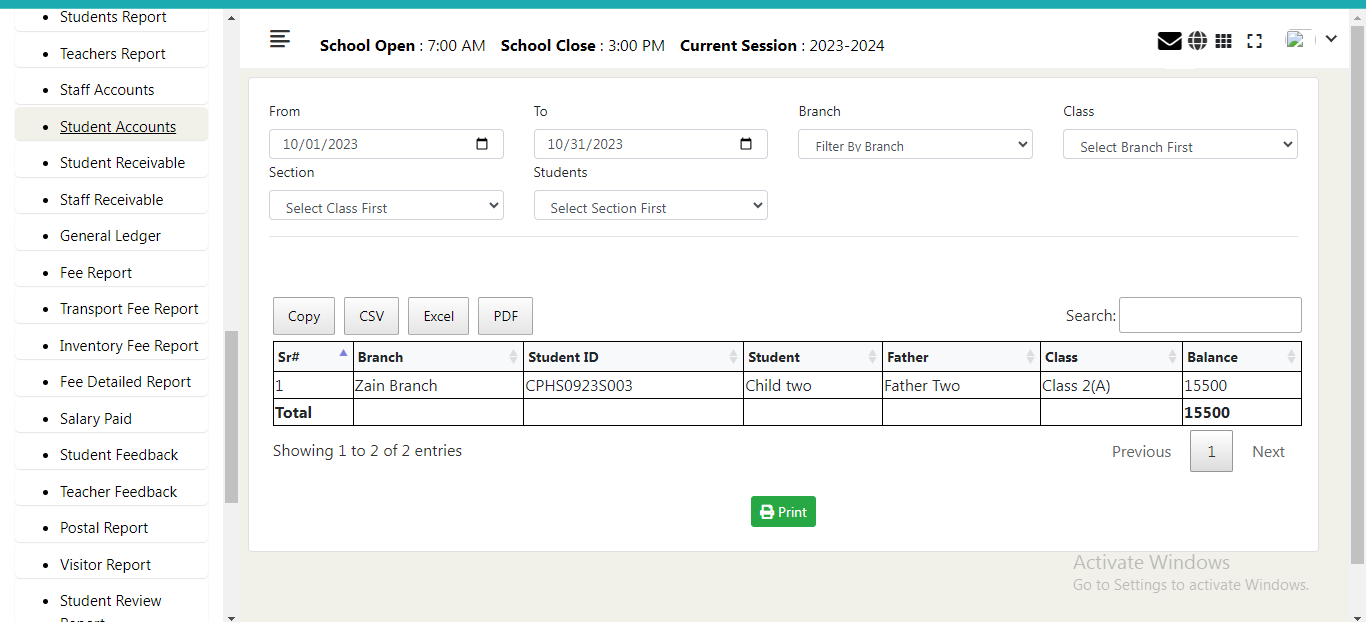 Students Report
Teachers Report
Staff Accounts
Student Accounts
Student Receivable
Staff Receivable
General Ledger
Fee Report
Transport Fee Report
Inventory Fee Report
Fee Detailed Report
Salary Paid
Student Feedback
Teacher Feedback
Postal Report
Visitor Report
Student Review
Report
School Open : 7:00 AM School Close : 3:00 PM Current Session : 2023-2024
From To Branch Class
10/01/2023 10/31/2023 Filter By Branch Select Branch First
Section Students
Select Class First Select Section First
Copy CSV Excel PDF Search:
Sr# Branch Student ID Student Father Class Balance
1 Zain Branch CPHS0923S003 Child two Father Two Class 2(A) 15500
Total 15500
Showing 1 to 2 of 2 entries Previous 1 Next
Print
Activate Windows
Go to Settings to activate Windows.